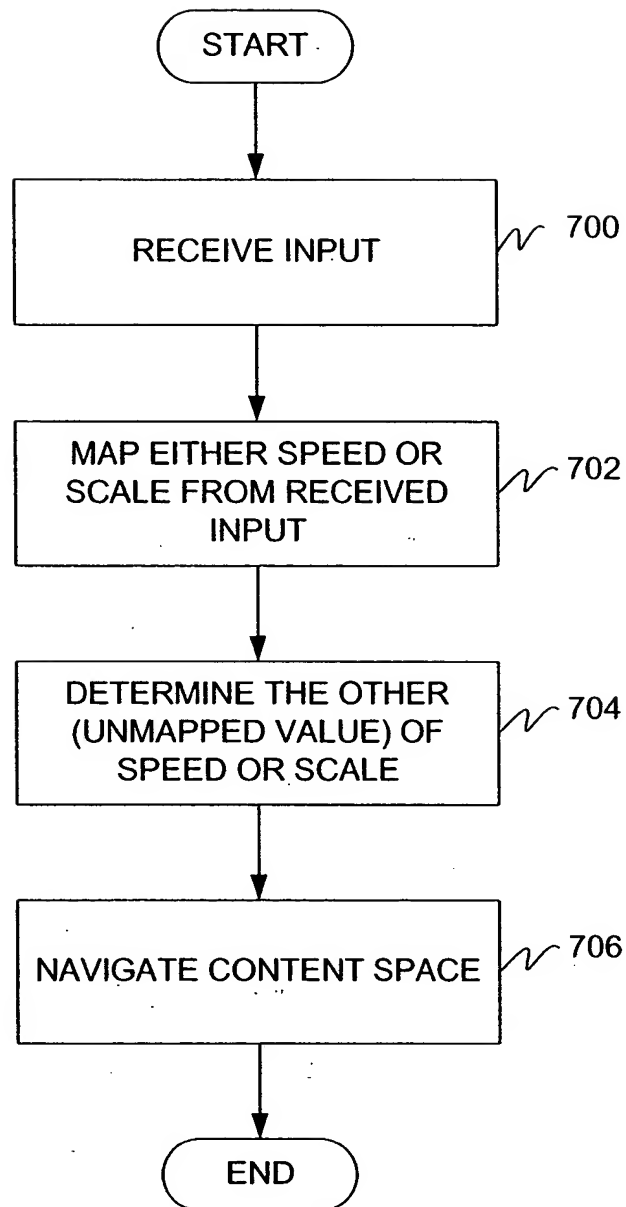 START
RECEIVE INPUT
700
MAP EITHER SPEED OR
SCALE FROM RECEIVED
INPUT
702
DETERMINE THE OTHER
(UNMAPPED VALUE) OF
SPEED OR SCALE
704
NAVIGATE CONTENT SPACE
706
END